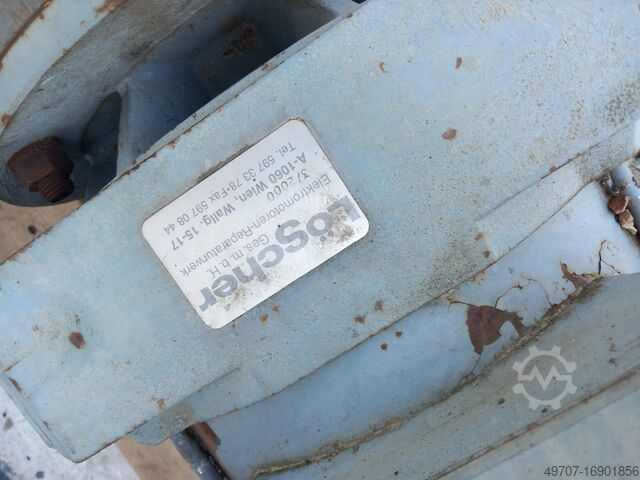 Löscher
Ges. m. b. H.
Elektromotoren-Reparaturwerk
3/2000
A-1060 Wien, Wallg. 15-17
Tel. 597 33 78・Fax 597 08 44
49707-16901856